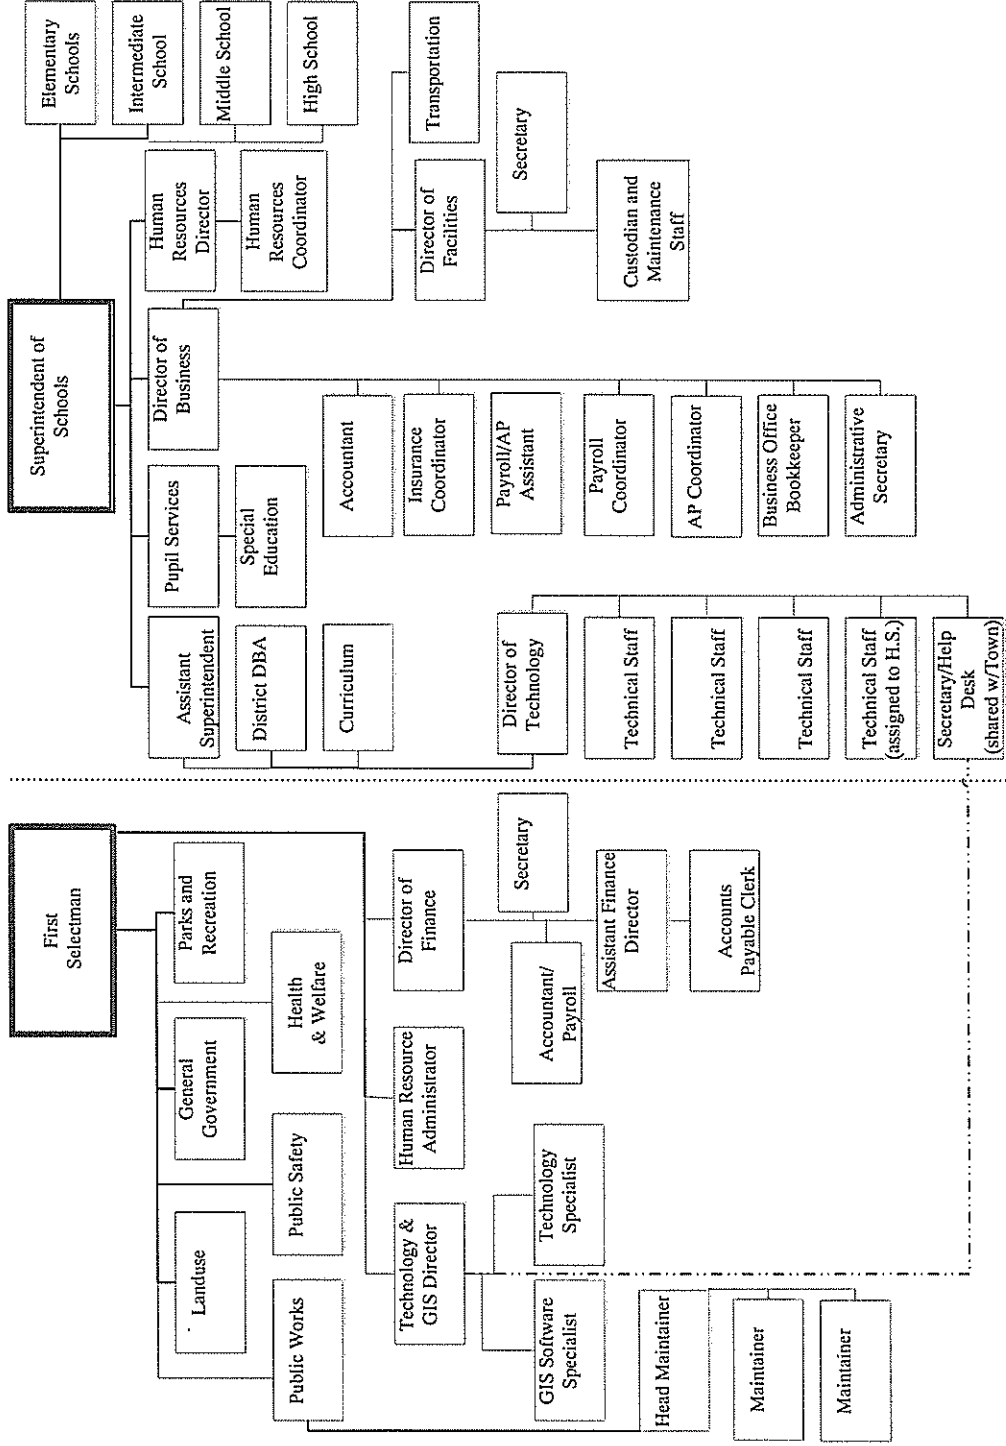 First
Selectman
Landuse
General
Government
Parks and
Recreation
Public Works
Public Safety
Health
& Welfare
Technology &
GIS Director
Human Resource
Administrator
Director of
Finance
GIS Software
Specialist
Technology
Specialist
Accountant/
Payroll
Secretary
Assistant Finance
Director
Accounts
Payable Clerk
Head Maintainer
Maintainer
Maintainer
Superintendent of
Schools
Assistant
Superintendent
Pupil Services
Director of
Business
Human
Resources
Director
Elementary
Schools
Intermediate
School
Middle School
High School
District DBA
Special
Education
Human
Resources
Coordinator
Curriculum
Accountant
Insurance
Coordinator
Payroll/AP
Assistant
Payroll
Coordinator
AP Coordinator
Business Office
Bookkeeper
Administrative
Secretary
Director of
Facilities
Transportation
Secretary
Custodian and
Maintenance
Staff
Director of
Technology
Technical Staff
Technical Staff
Technical Staff
Technical Staff
(assigned to H.S.)
Secretary/Help
Desk
(shared w/Town)